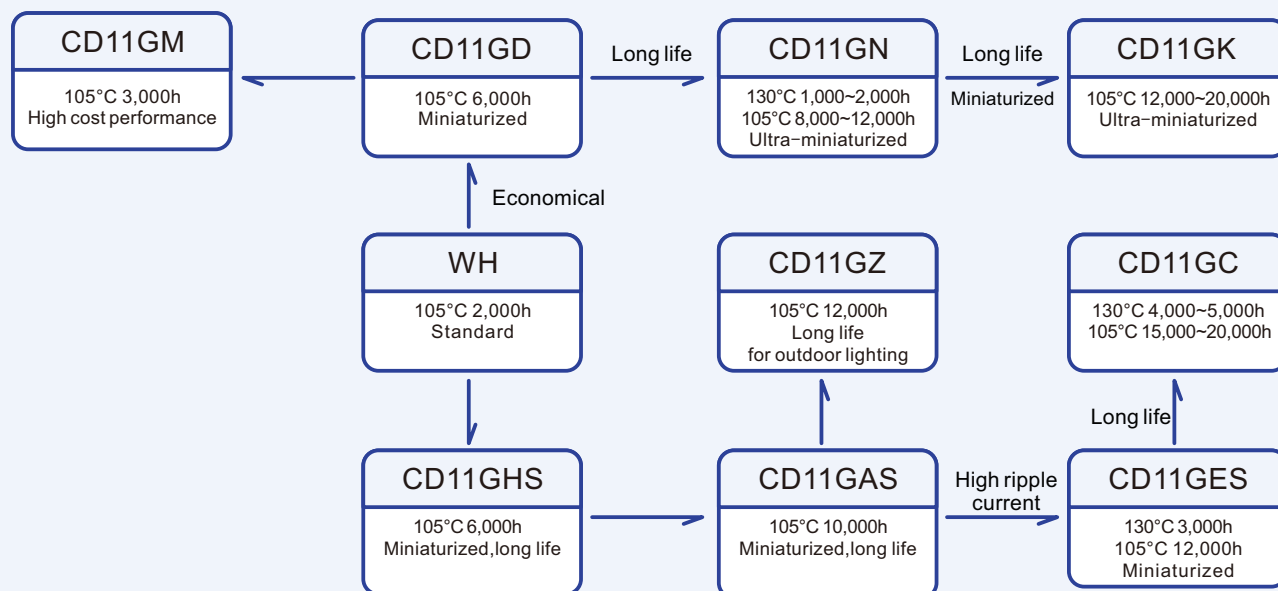 CD11GM
105°C 3,000h
High cost performance
CD11GD
105°C 6,000h
Miniaturized
Long life
CD11GN
130°C 1,000~2,000h
105°C 8,000~12,000h
Ultra-miniaturized
Long life
Miniaturized
CD11GK
105°C 12,000~20,000h
Ultra-miniaturized
Economical
WH
105°C 2,000h
Standard
CD11GZ
105°C 12,000h
Long life
for outdoor lighting
CD11GC
130°C 4,000~5,000h
105°C 15,000~20,000h
Long life
CD11GHS
105°C 6,000h
Miniaturized,long life
CD11GAS
105°C 10,000h
Miniaturized,long life
High ripple
current
CD11GES
130°C 3,000h
105°C 12,000h
Miniaturized